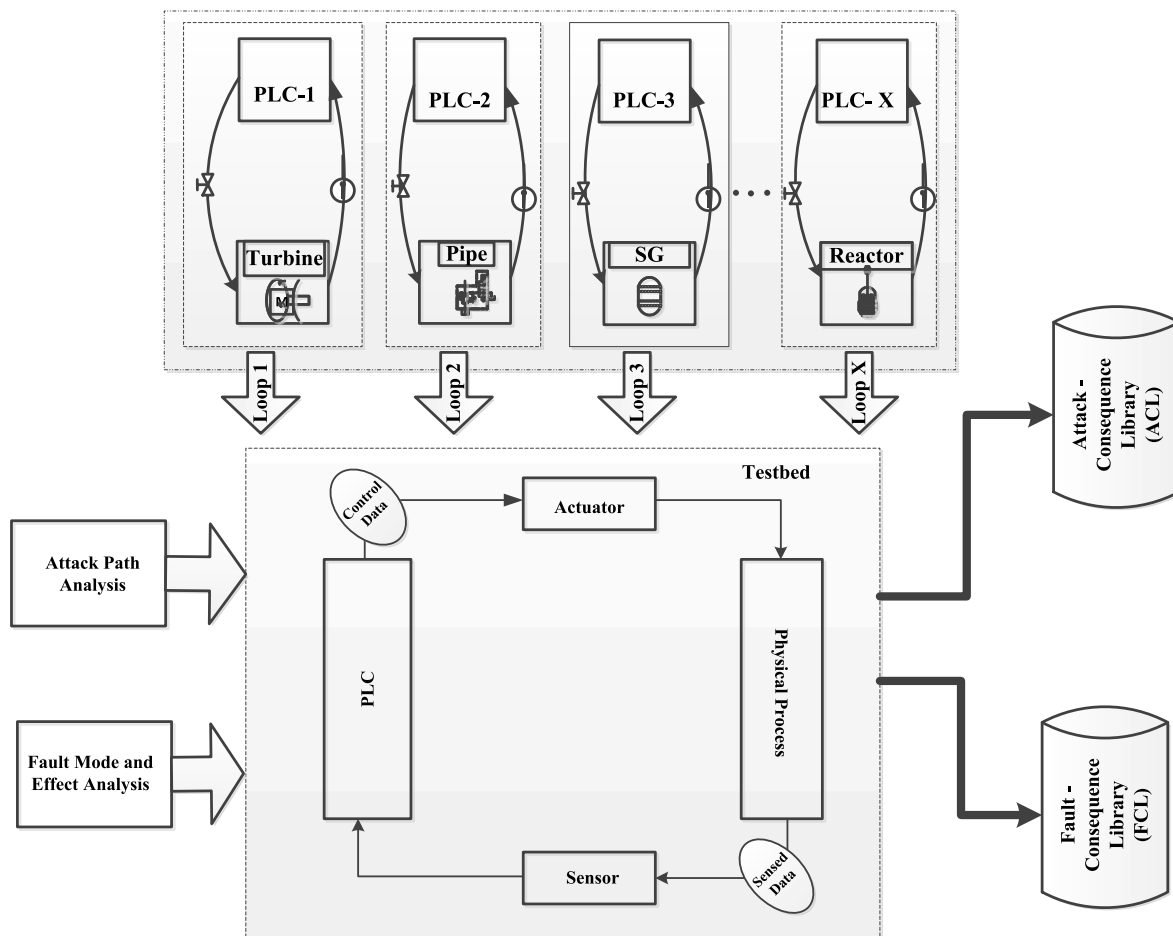 PLC-1
PLC-2
PLC-3
PLC- X
Turbine
M
Pipe
SG
Reactor
Loop 1
Loop 2
Loop 3
Loop X
Attack -
Consequence
Library
(ACL)
Testbed
Control
Data
Actuator
Attack Path
Analysis
PLC
Physical Process
Fault Mode and
Effect Analysis
Sensor
Sensed Data
Fault -
Consequence
Library
(FCL)